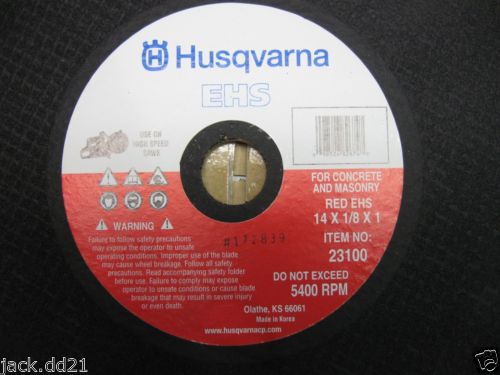 Husqvarna
EHS
USE ON
HIGH SPEED
SAWS
FOR CONCRETE
AND MASONRY
RED EHS
14 X 1/8 X 1
ITEM NO:
23100
DO NOT EXCEED
5400 RPM
WARNING
Failure to follow safety precautions
may expose the operator to unsafe
operating conditions. Improper use of the blade
may cause wheel breakage. Follow all safety
precautions. Read accompanying safety folder
before use. Failure to comply may expose
operator to unsafe conditions or cause blade
breakage that may result in severe injury
or even death.
#172839
Olathe, KS 66061
Made in Korea
www.husqvarnacp.com
jack.dd21